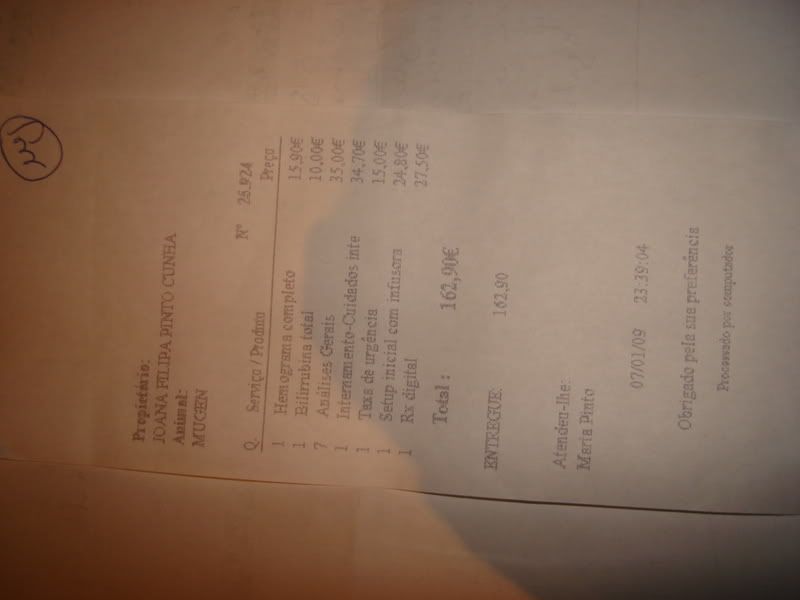 Propietário:
JOANA FILIPA PINTO CUNHA
Animal:
MUGEN
Nº 25.924
Q. Serviço / Produto Preço
1 Hemograma completo 15,90€
1 Bilirrubina total 10,00€
7 Análises Gerais 35,00€
1 Internamento-Cuidados inte 34,70€
1 Taxa de urgência 15,00€
1 Setup inicial com infusora 24,80€
1 Rx digital 27,50€
Total : 162,90€
ENTREGUE: 162,90
Atendeu-lhe:
Maria Pinto
07/01/09 23:39:04
Obrigado pela sua preferência
Processado por computador